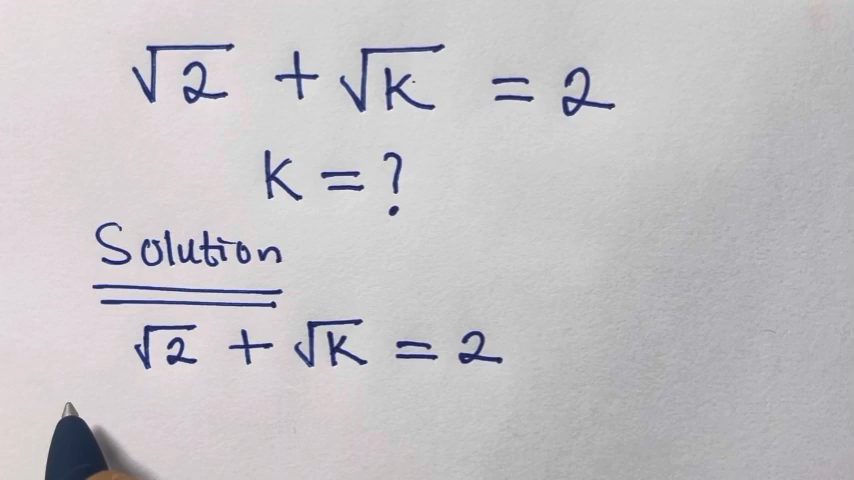 √2 + √K = 2
K = ?
Solution
√2 + √K = 2